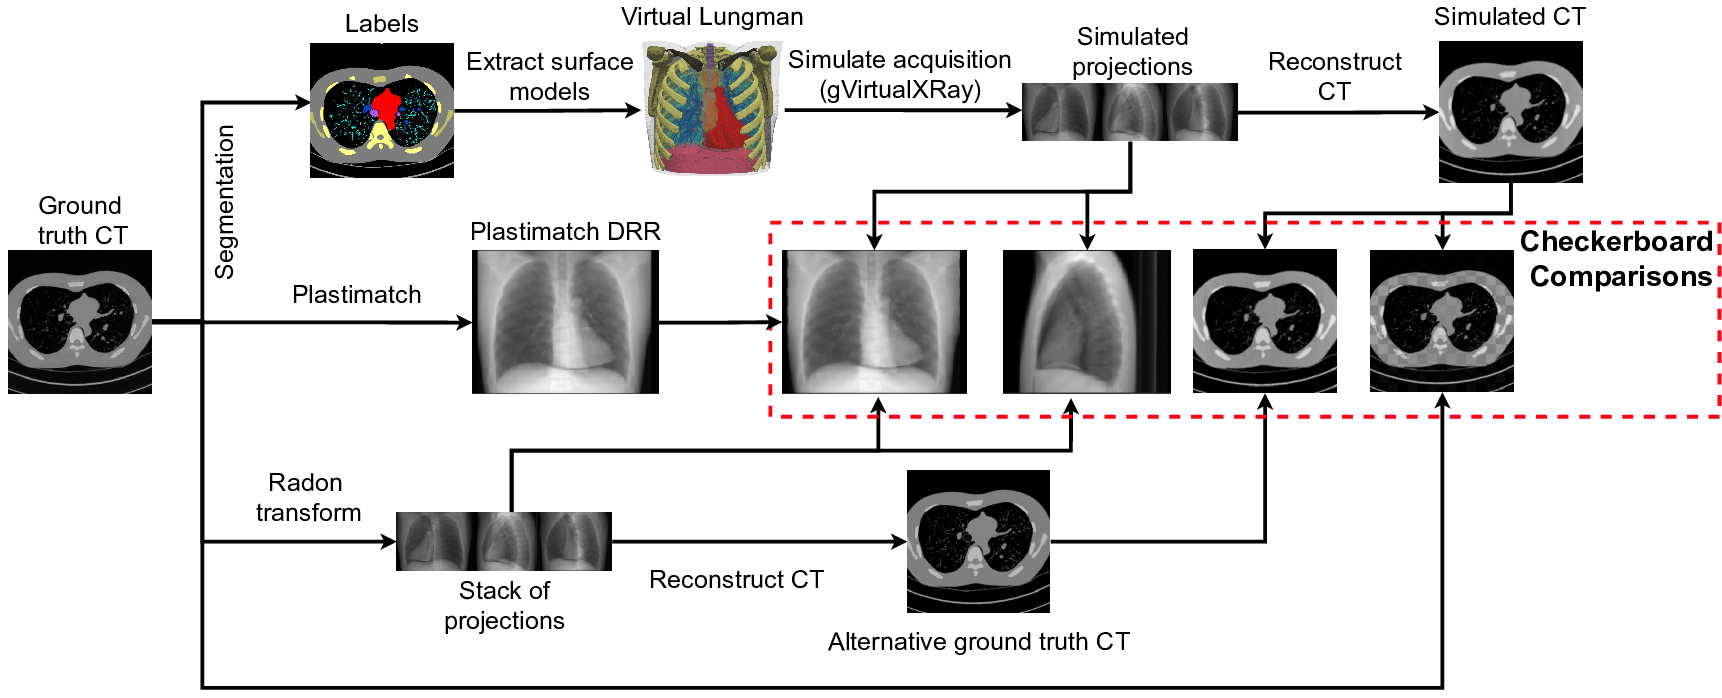 Labels
Virtual Lungman
Simulated CT
Extract surface
models
Simulate acquisition
(gVirtualXRay)
Simulated
projections
Reconstruct
CT
Segmentation
Ground
truth CT
Plastimatch DRR
Checkerboard
Comparisons
Plastimatch
Radon
transform
Stack of
projections
Reconstruct CT
Alternative ground truth CT